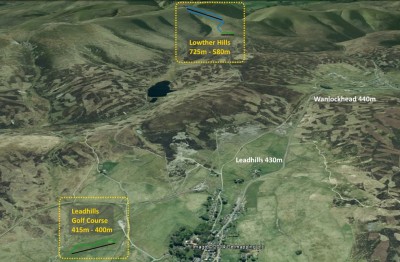 Lowther Hills
725m - 580m
Wanlockhead 440m
Leadhills 430m
Leadhills
Golf Course
415m - 400m